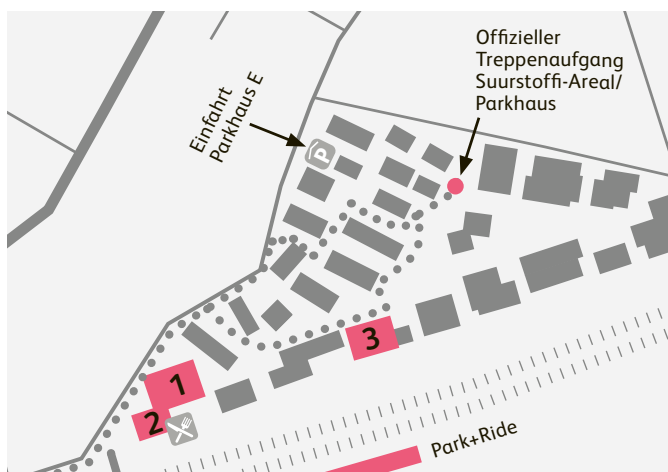 Offizieller
Treppenaufgang
Suurstoffi-Areal/
Parkhaus
Einfahrt
Parkhaus E
P
1
2
3
Park+Ride